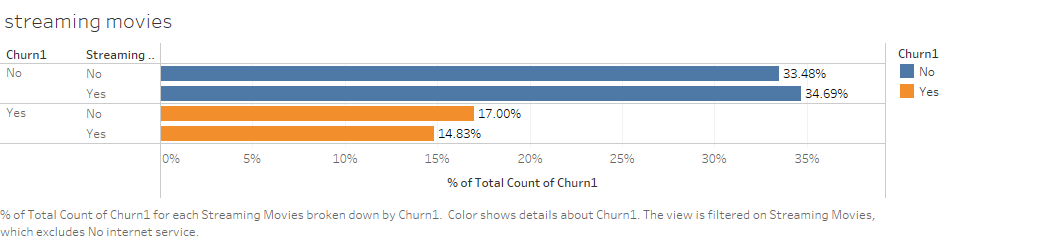 streaming movies
Churn1 Streaming .. Churn1
No No 33.48% No
Yes 34.69% Yes
Yes No 17.00%
Yes 14.83%
0% 5% 10% 15% 20% 25% 30% 35%
% of Total Count of Churn1
% of Total Count of Churn1 for each Streaming Movies broken down by Churn1. Color shows details about Churn1. The view is filtered on Streaming Movies,
which excludes No internet service.